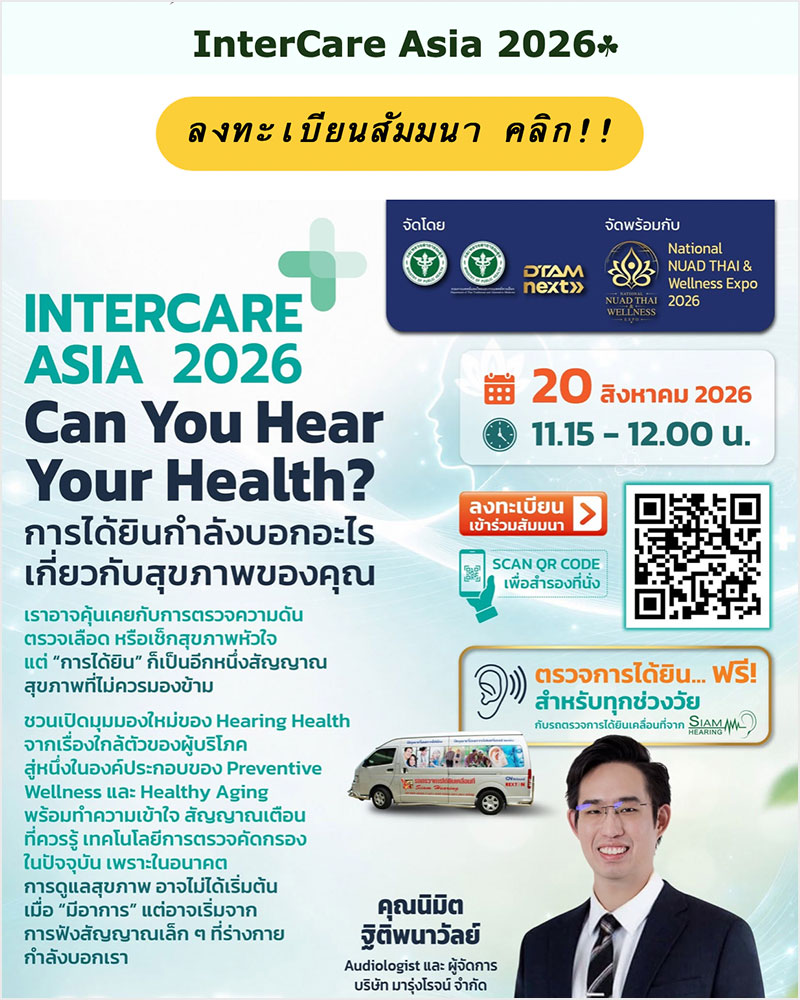 InterCare Asia 2026☘
ลงทะเบียนสัมมนา คลิก!!
จัดโดย
จัดพร้อมกับ
DTAM
next
NATIONAL
NUAD THAI
&
WELLNESS
EXPO
National
NUAD THAI &
Wellness Expo
2026
INTERCARE
ASIA 2026
Can You Hear
Your Health?
การได้ยินกำลังบอกอะไร
เกี่ยวกับสุขภาพของคุณ
20 สิงหาคม 2026
11.15 - 12.00 น.
ลงทะเบียน
เข้าร่วมสัมมนา
SCAN QR CODE
เพื่อสำรองที่นั่ง
เราอาจคุ้นเคยกับการตรวจความดัน
ตรวจเลือด หรือเช็กสุขภาพหัวใจ
แต่ “การได้ยิน” ก็เป็นอีกหนึ่งสัญญาณ
สุขภาพที่ไม่ควรมองข้าม
ตรวจการได้ยิน... ฟรี!
สำหรับทุกช่วงวัย
กับรถตรวจการได้ยินเคลื่อนที่จาก SIAM
HEARING
ชวนเปิดมุมมองใหม่ของ Hearing Health
จากเรื่องใกล้ตัวของผู้บริโภค
สู่หนึ่งในองค์ประกอบของ Preventive
Wellness และ Healthy Aging
พร้อมทำความเข้าใจ สัญญาณเตือน
ที่ควรรู้ เทคโนโลยีการตรวจคัดกรอง
ในปัจจุบัน เพราะในอนาคต
การดูแลสุขภาพ อาจไม่ได้เริ่มต้น
เมื่อ “มีอาการ” แต่อาจเริ่มจาก
การฟังสัญญาณเล็ก ๆ ที่ร่างกาย
กำลังบอกเรา
Siam Hearing
คุณนิมิต
ฐิติพนาวัลย์
Audiologist และ ผู้จัดการ
บริษัท มารุ่งโรจน์ จำกัด